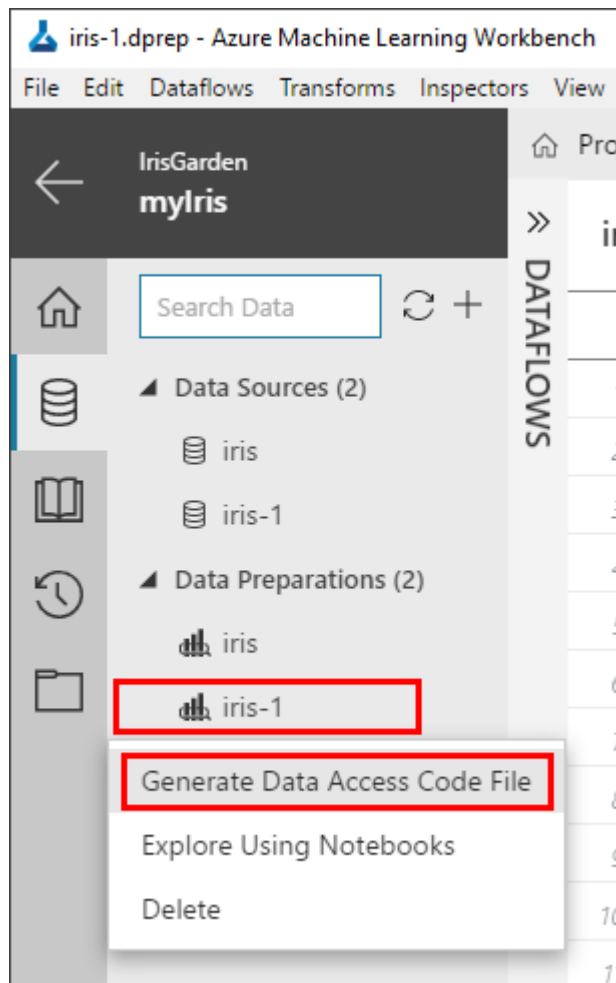 iris-1.dprep - Azure Machine Learning Workbench
File Edit Dataflows Transforms Inspectors View
IrisGarden
myIris
Search Data
Data Sources (2)
iris
iris-1
Data Preparations (2)
iris
iris-1
Generate Data Access Code File
Explore Using Notebooks
Delete
DATAFLOWS